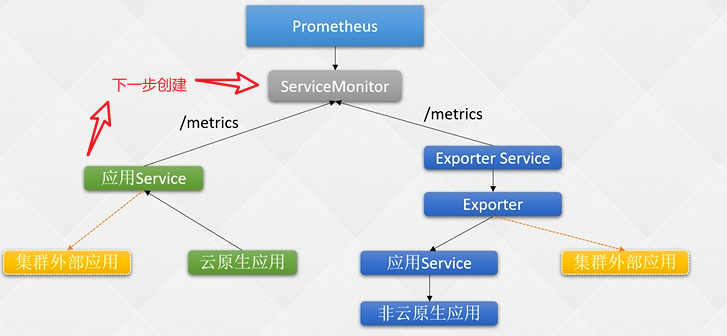 Prometheus
下一步创建
ServiceMonitor
/metrics
/metrics
应用Service
Exporter Service
Exporter
集群外部应用
云原生应用
应用Service
集群外部应用
非云原生应用